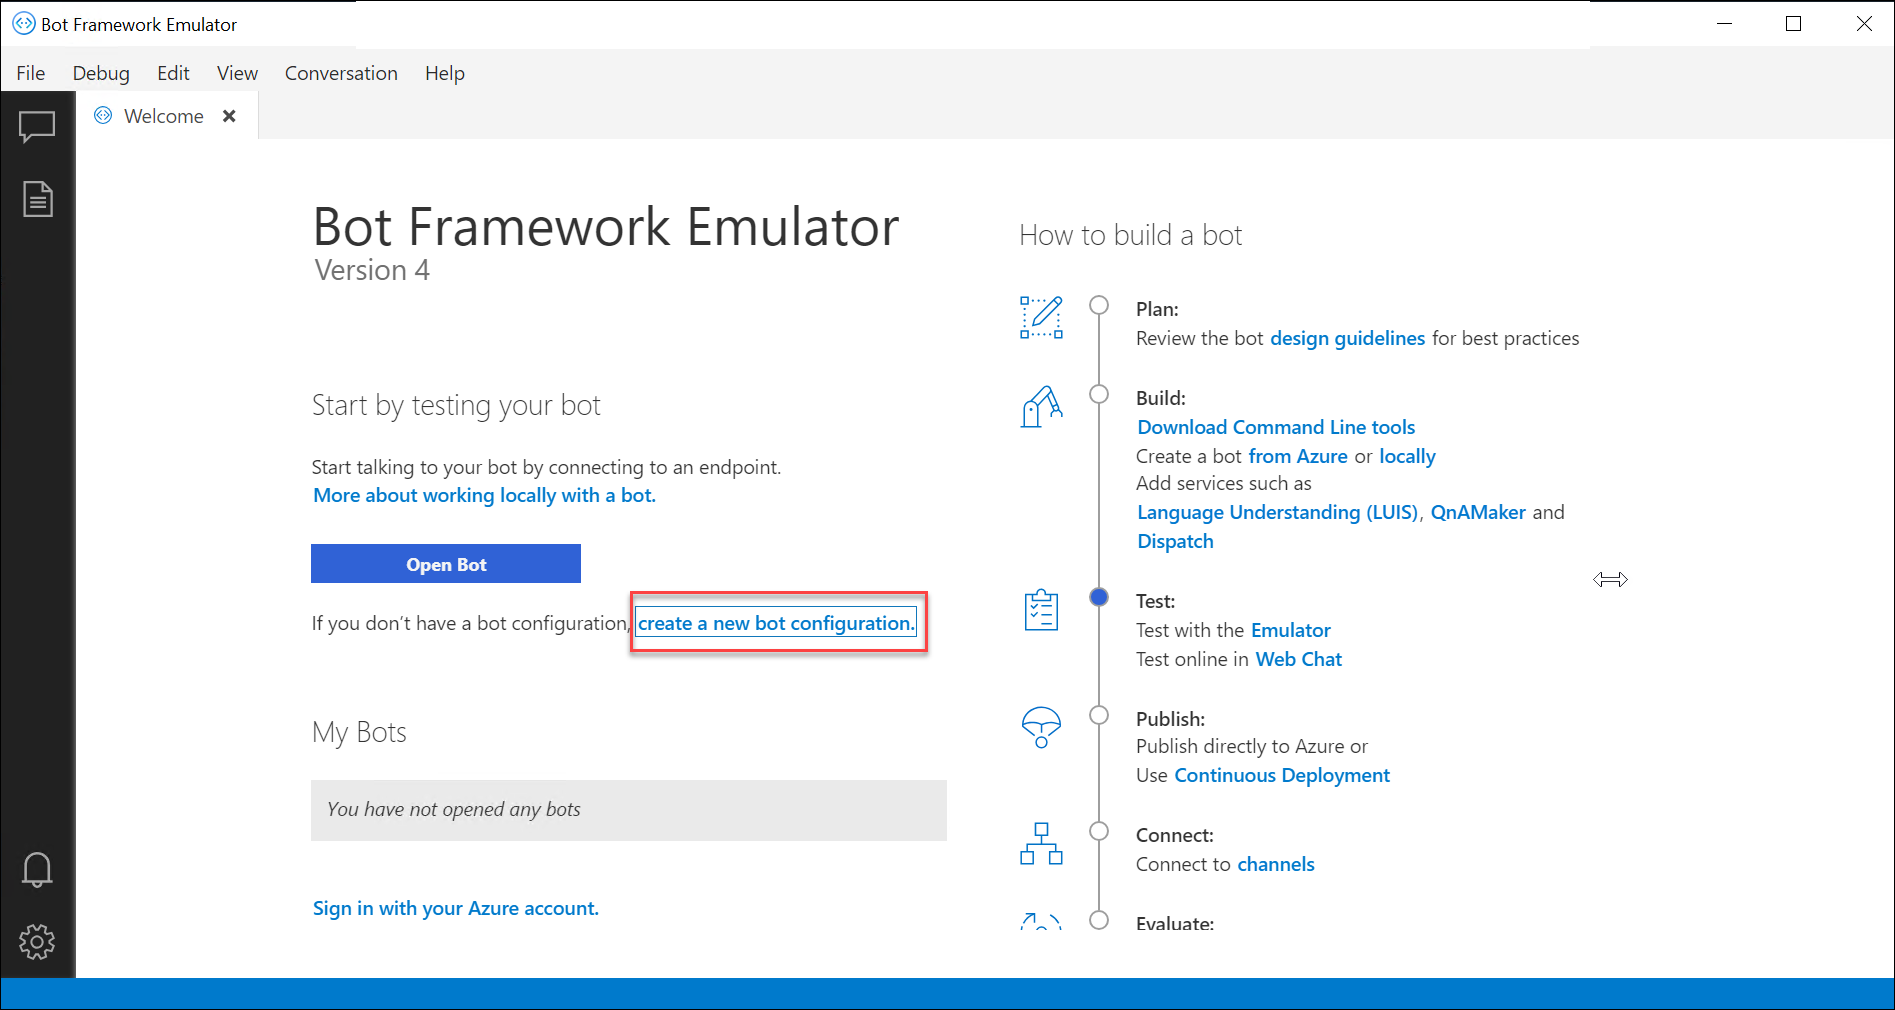 Bot Framework Emulator
File Debug Edit View Conversation Help
Welcome
Bot Framework Emulator
Version 4
Start by testing your bot
Start talking to your bot by connecting to an endpoint.
More about working locally with a bot.
Open Bot
If you don't have a bot configuration, create a new bot configuration.
My Bots
You have not opened any bots
Sign in with your Azure account.
How to build a bot
Plan:
Review the bot design guidelines for best practices
Build:
Download Command Line tools
Create a bot from Azure or locally
Add services such as
Language Understanding (LUIS), QnAMaker and
Dispatch
Test:
Test with the Emulator
Test online in Web Chat
Publish:
Publish directly to Azure or
Use Continuous Deployment
Connect:
Connect to channels
Evaluate: